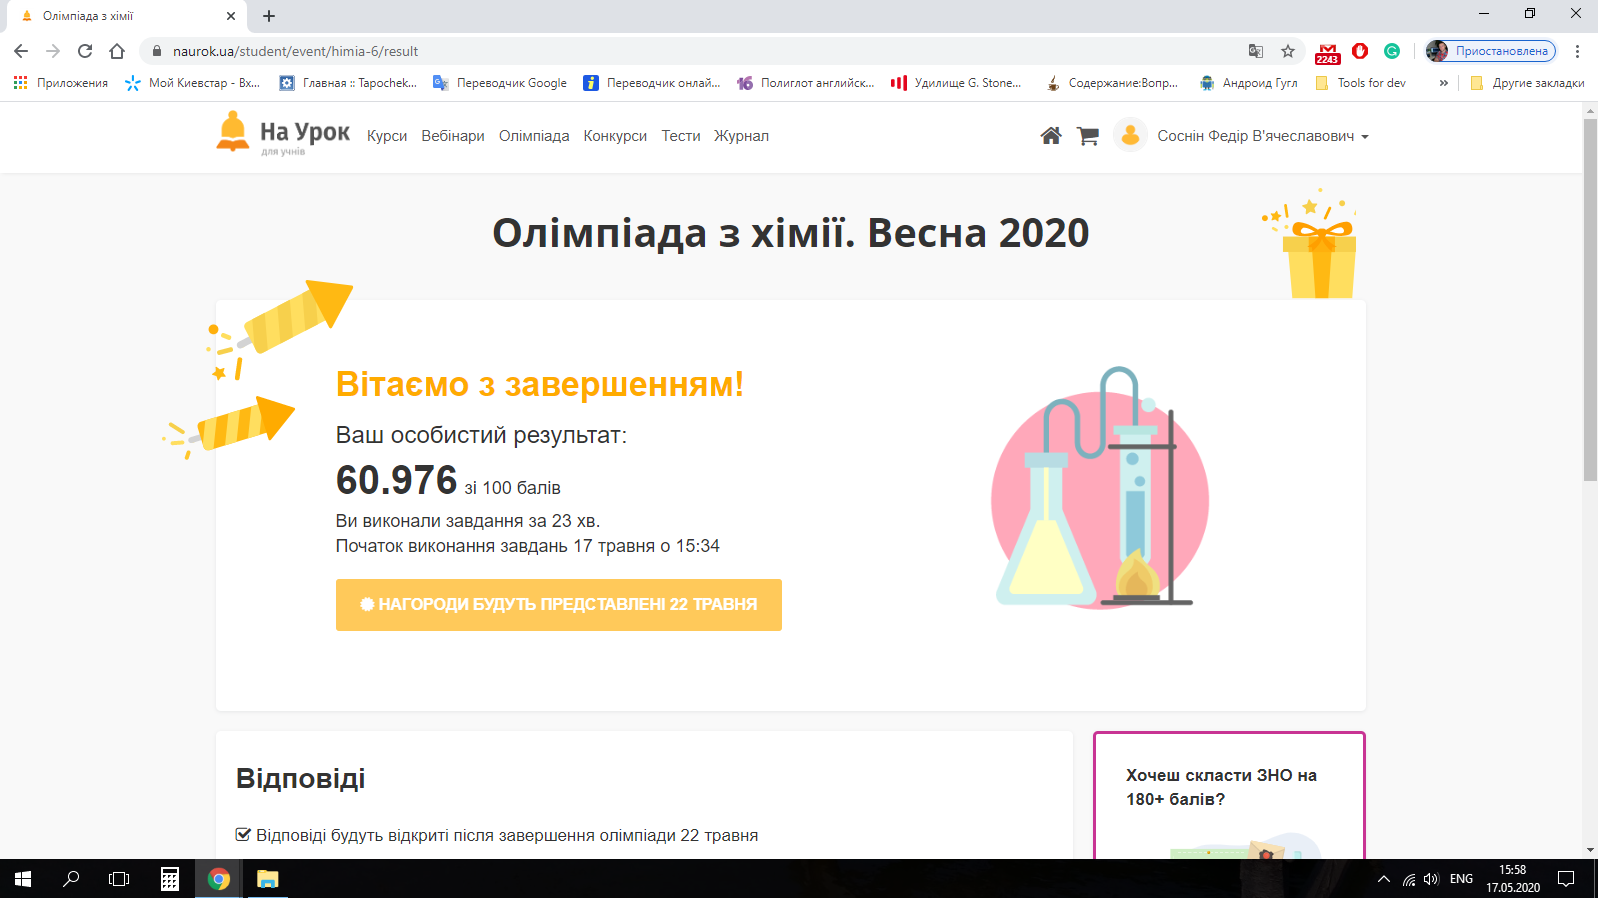 Олімпіада з хімії
naurok.ua/student/event/himia-6/result
2243
Приостановлена
Приложения
Мой Киевстар - Вх...
Главная :: Tapochek...
Переводчик Google
Переводчик онлай...
16 Полиглот английск...
Удилище G. Stone...
Содержание:Вопр...
Андроид Гугл
Tools for dev
»
Другие закладки
На Урок
для учнів
Курси Вебінари Олімпіада Конкурси Тести Журнал
Соснін Федір В'ячеславович
Олімпіада з хімії. Весна 2020
Вітаємо з завершенням!
Ваш особистий результат:
60.976 зі 100 балів
Ви виконали завдання за 23 хв.
Початок виконання завдань 17 травня о 15:34
НАГОРОДИ БУДУТЬ ПРЕДСТАВЛЕНІ 22 ТРАВНЯ
Відповіді
Відповіді будуть відкриті після завершення олімпіади 22 травня
Хочеш скласти ЗНО на
180+ балів?
ENG
15:58
17.05.2020